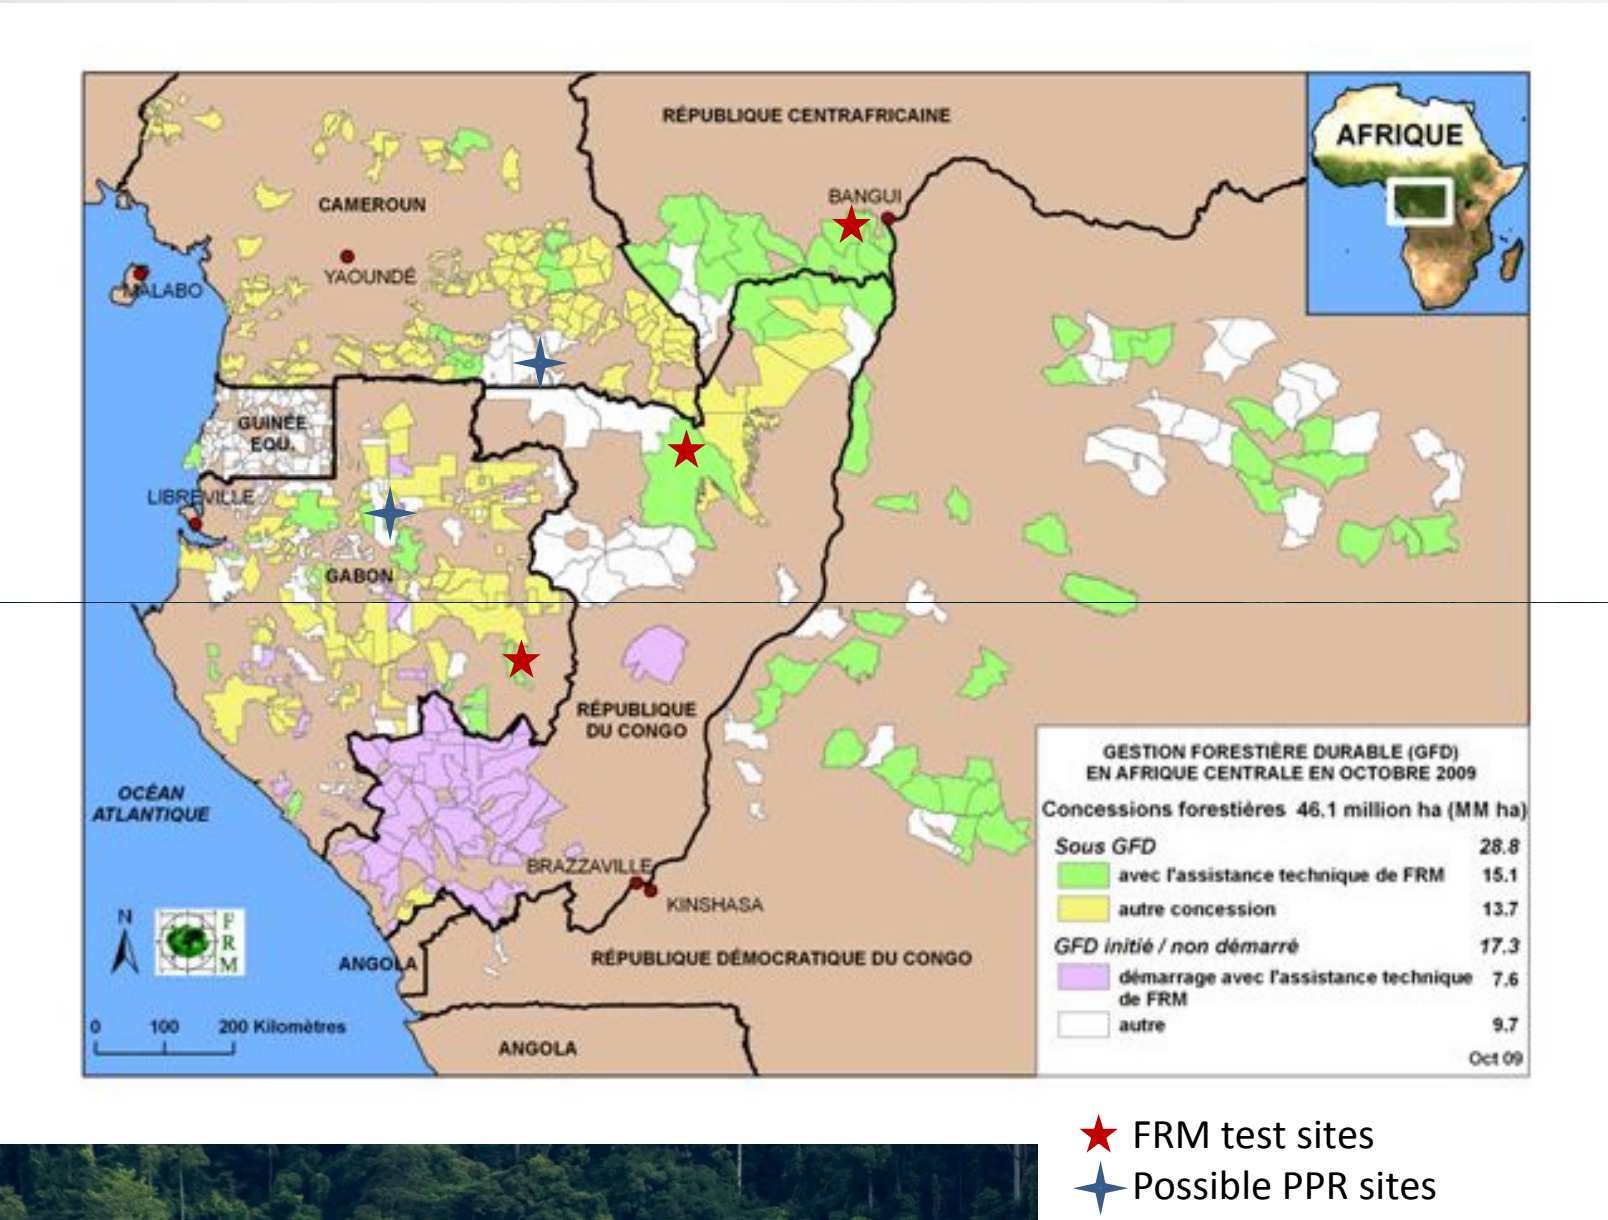 RÉPUBLIQUE CENTRAFRICAINE
AFRIQUE
BANGUI
CAMEROUN
YAOUNDÉ
MALABO
GUINÉE
EQU.
LIBREVILLE
GABON
RÉPUBLIQUE
DU CONGO
OCÉAN
ATLANTIQUE
BRAZZAVILLE
KINSHASA
N
F
R
M
ANGOLA
RÉPUBLIQUE DÉMOCRATIQUE DU CONGO
0 100 200 Kilomètres
ANGOLA
GESTION FORESTIÈRE DURABLE (GFD)
EN AFRIQUE CENTRALE EN OCTOBRE 2009
Concessions forestières 46.1 million ha (MM ha)
Sous GFD 28.8
avec l'assistance technique de FRM 15.1
autre concession 13.7
GFD initié / non démarré 17.3
démarrage avec l'assistance technique 7.6
de FRM
autre 9.7
Oct 09
FRM test sites
Possible PPR sites